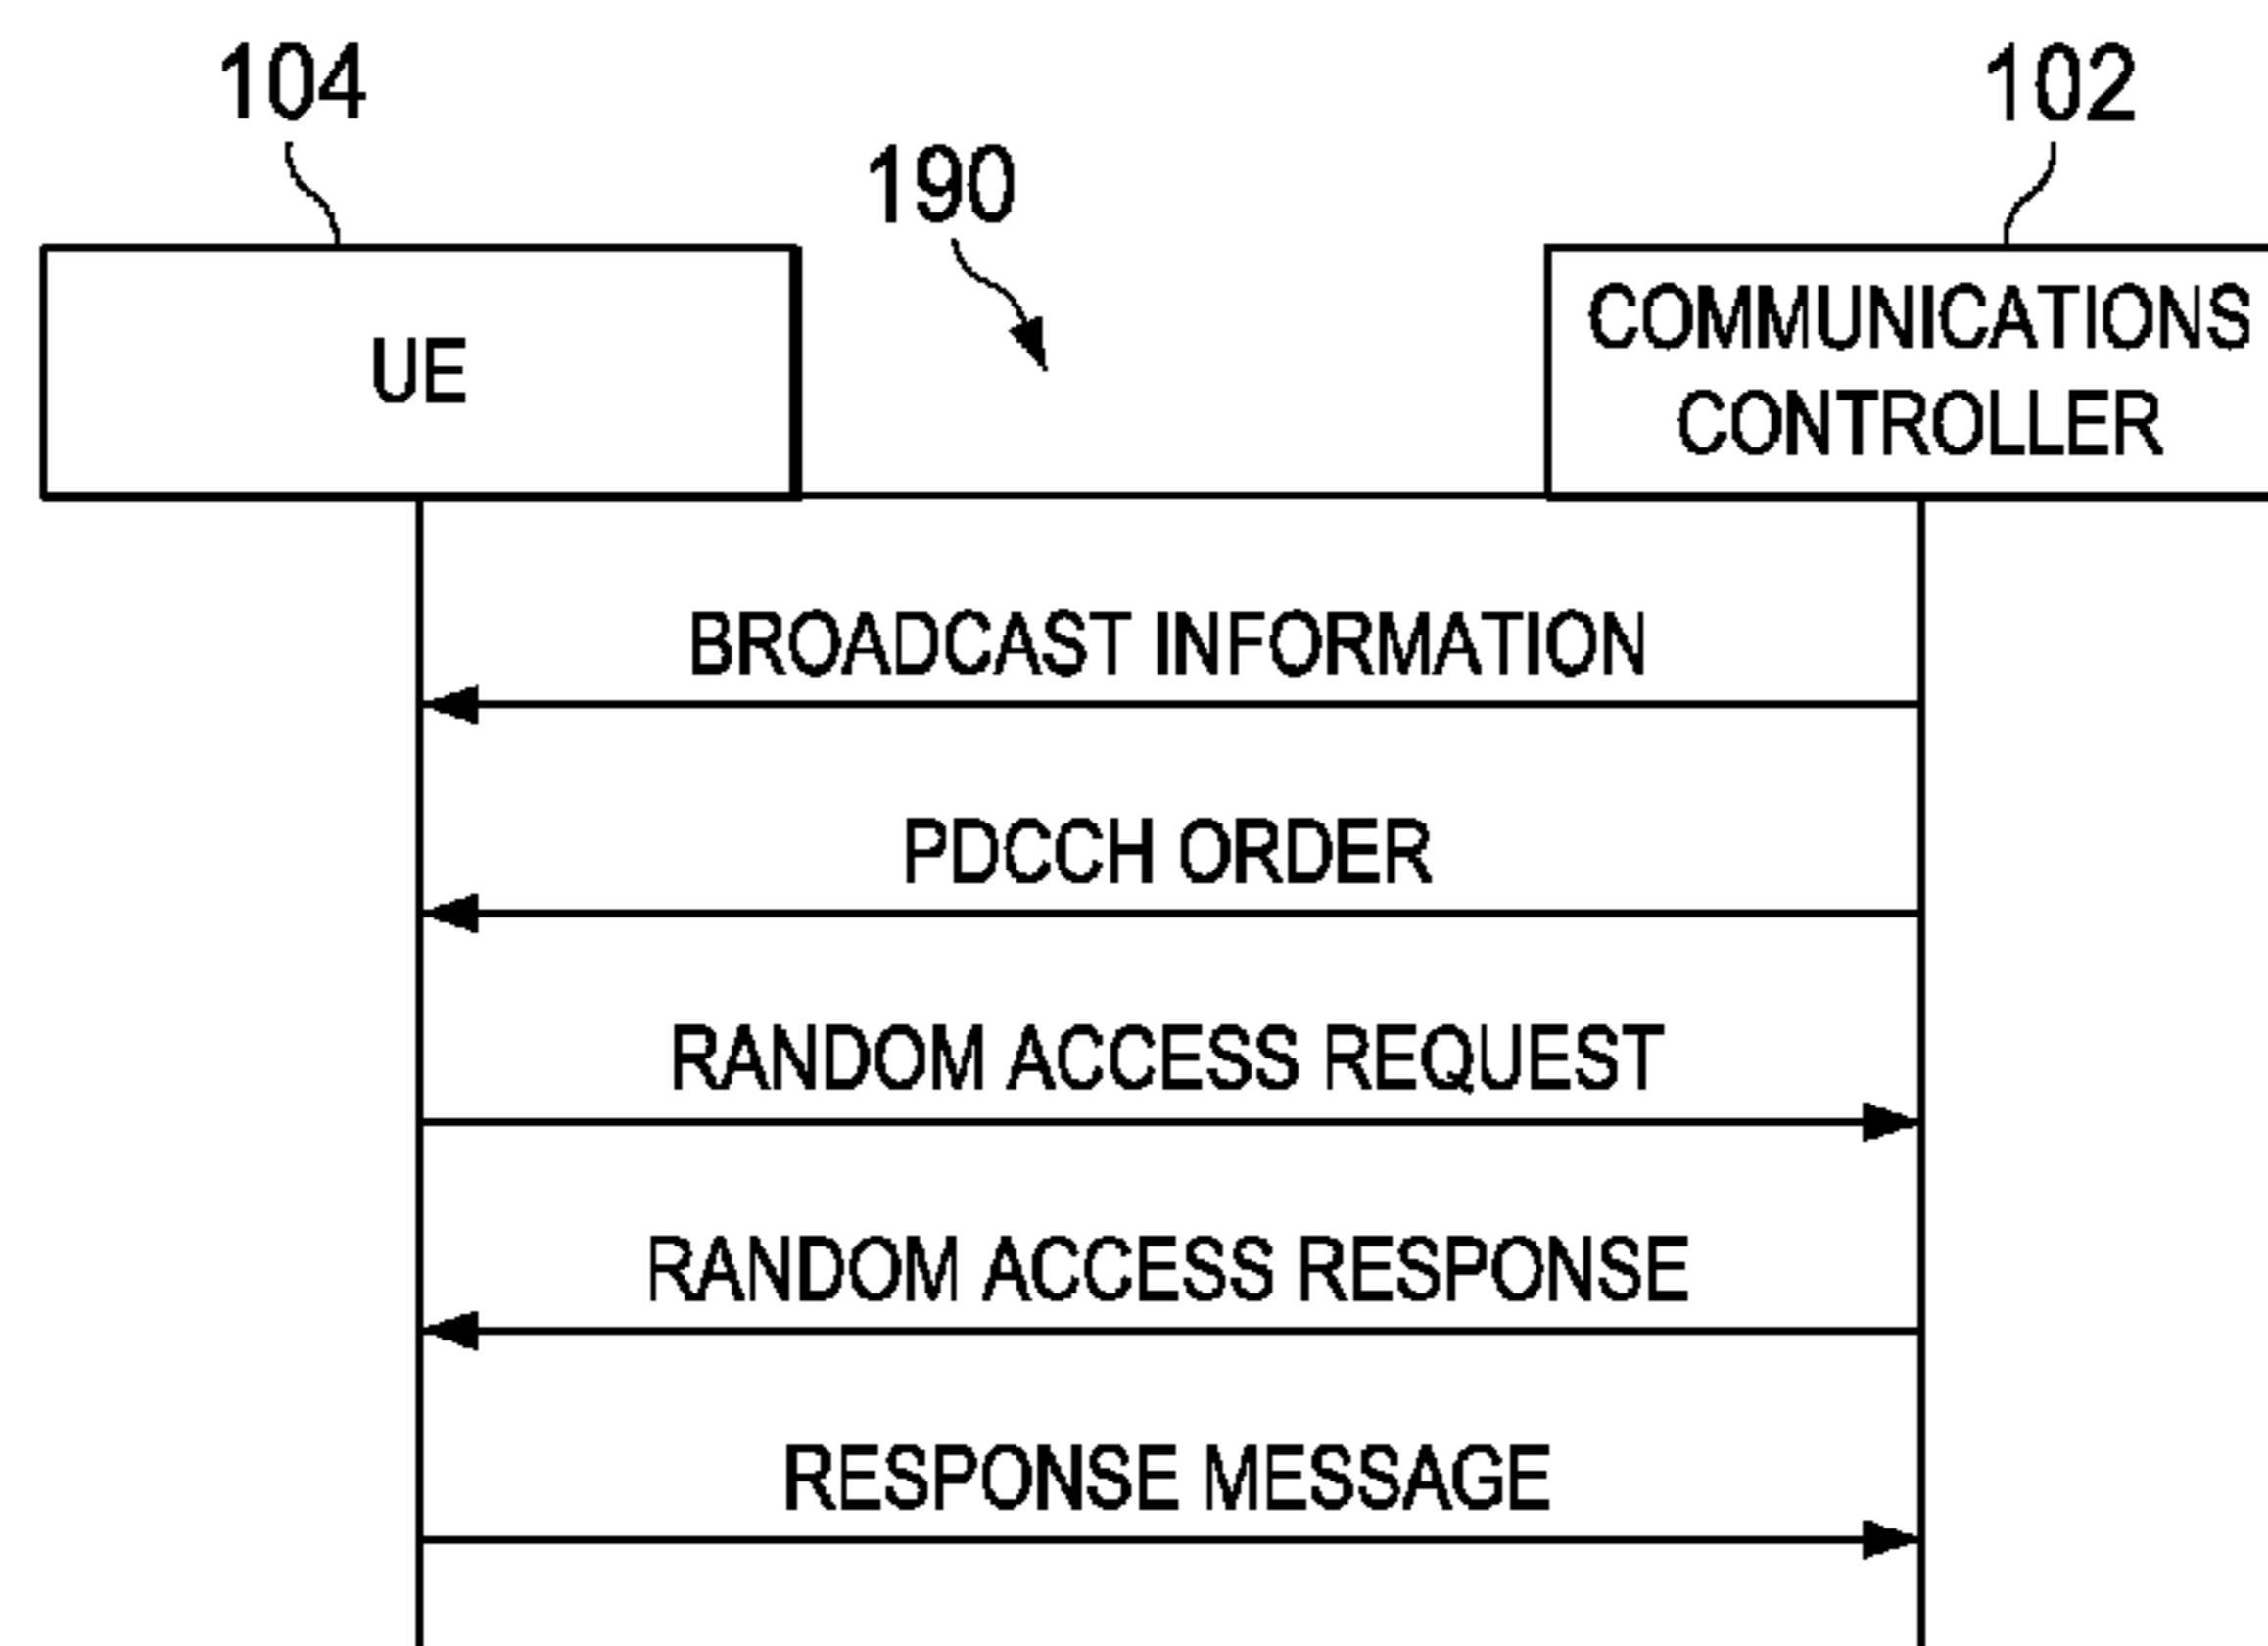 104
102
190
UE
COMMUNICATIONS
CONTROLLER
BROADCAST INFORMATION
PDCCH ORDER
RANDOM ACCESS REQUEST
RANDOM ACCESS RESPONSE
RESPONSE MESSAGE